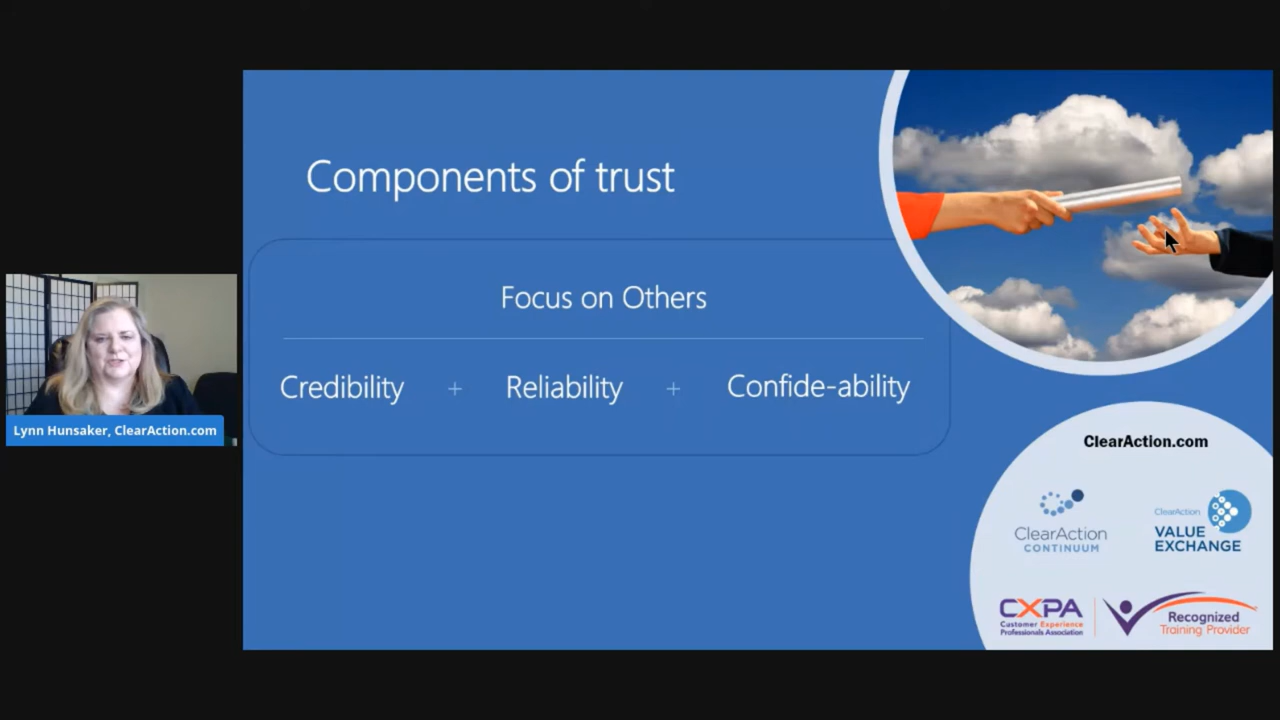 Components of trust
Focus on Others
Credibility + Reliability + Confide-ability
Lynn Hunsaker, ClearAction.com
ClearAction.com
ClearAction
CONTINUUM
ClearAction
VALUE
EXCHANGE
CXPA
Customer Experience
Professionals Association
Recognized
Training Provider